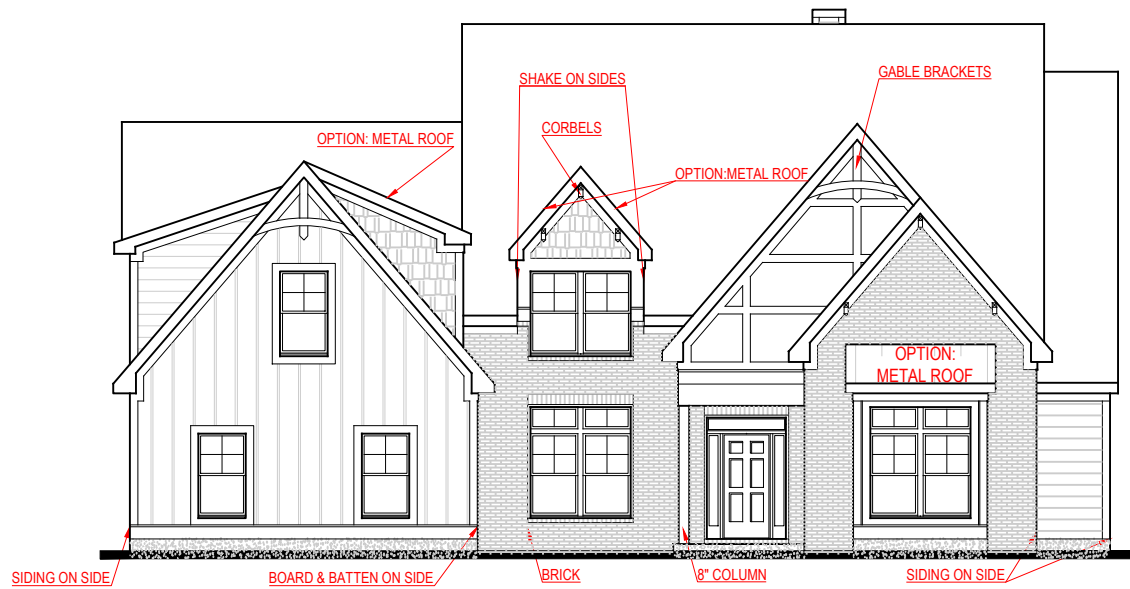 GABLE BRACKETS
SHAKE ON SIDES
CORBELS
OPTION: METAL ROOF
OPTION:METAL ROOF
OPTION:
METAL ROOF
SIDING ON SIDE
BOARD & BATTEN ON SIDE
BRICK
8" COLUMN
SIDING ON SIDE